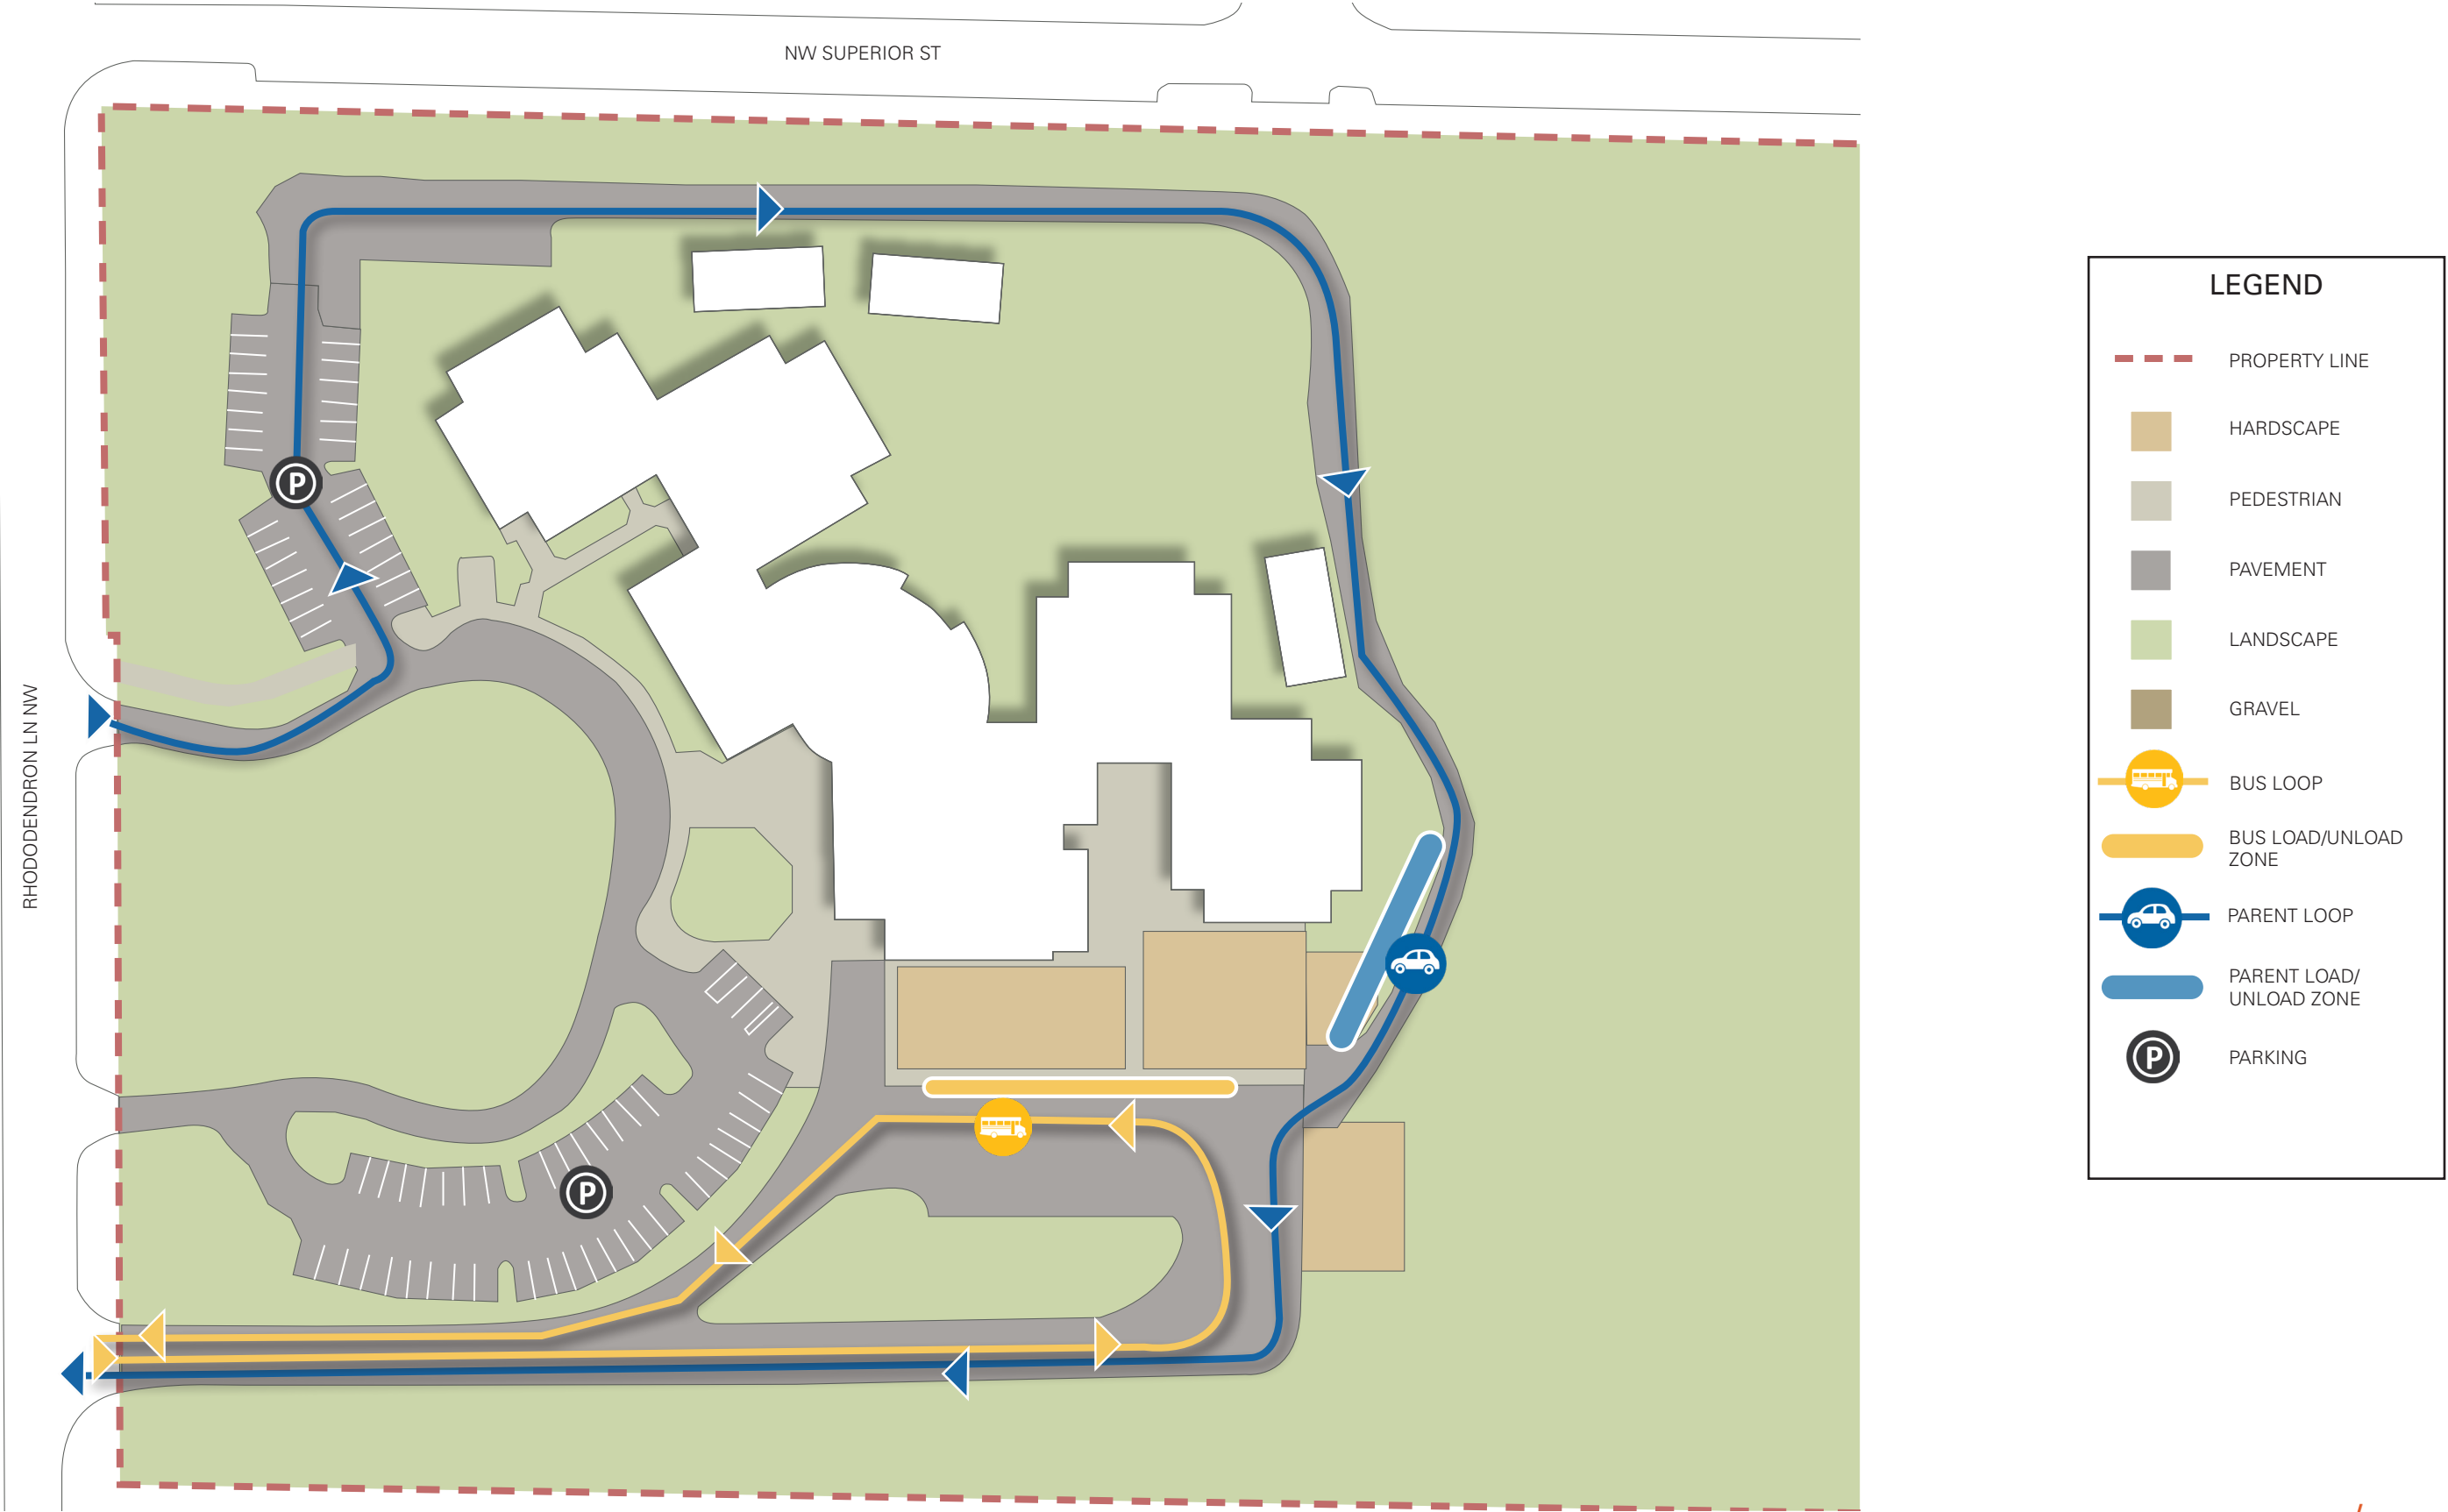 NW SUPERIOR ST
RHODODENDRON LN NW
P
P
LEGEND
PROPERTY LINE
HARDSCAPE
PEDESTRIAN
PAVEMENT
LANDSCAPE
GRAVEL
BUS LOOP
BUS LOAD/UNLOAD
ZONE
PARENT LOOP
PARENT LOAD/
UNLOAD ZONE
P
PARKING